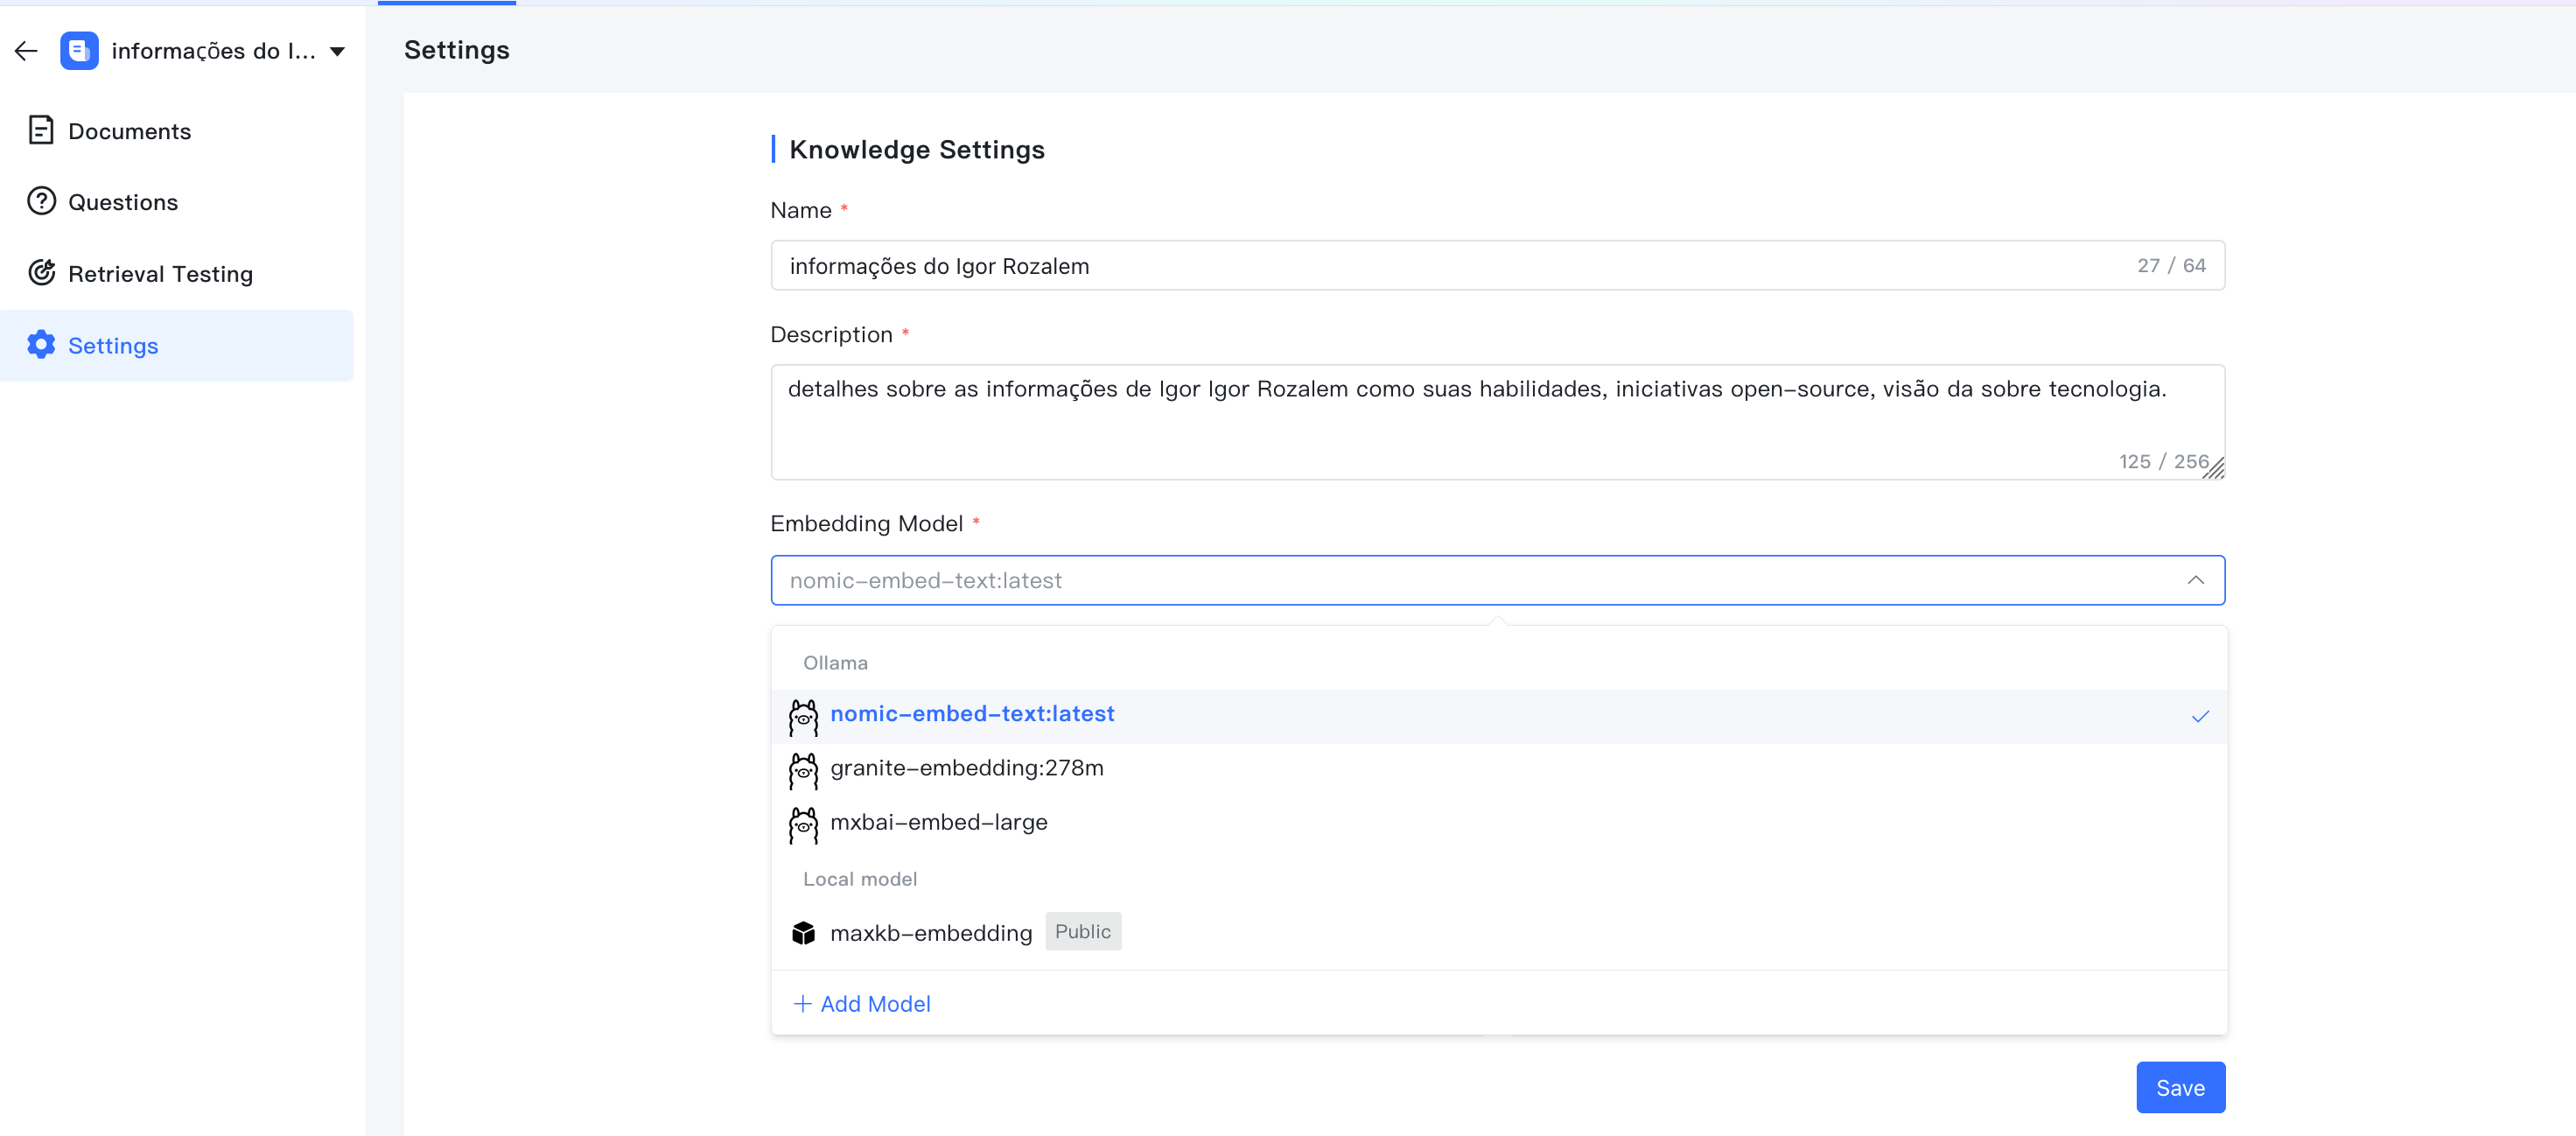 informações do I...
Documents
Questions
Retrieval Testing
Settings
Settings
Knowledge Settings
Name *
informações do Igor Rozalem
27 / 64
Description *
detalhes sobre as informações de Igor Igor Rozalem como suas habilidades, iniciativas open-source, visão da sobre tecnologia.
125 / 256
Embedding Model *
nomic-embed-text:latest
Ollama
nomic-embed-text:latest
granite-embedding:278m
mxbai-embed-large
Local model
maxkb-embedding Public
+ Add Model
Save